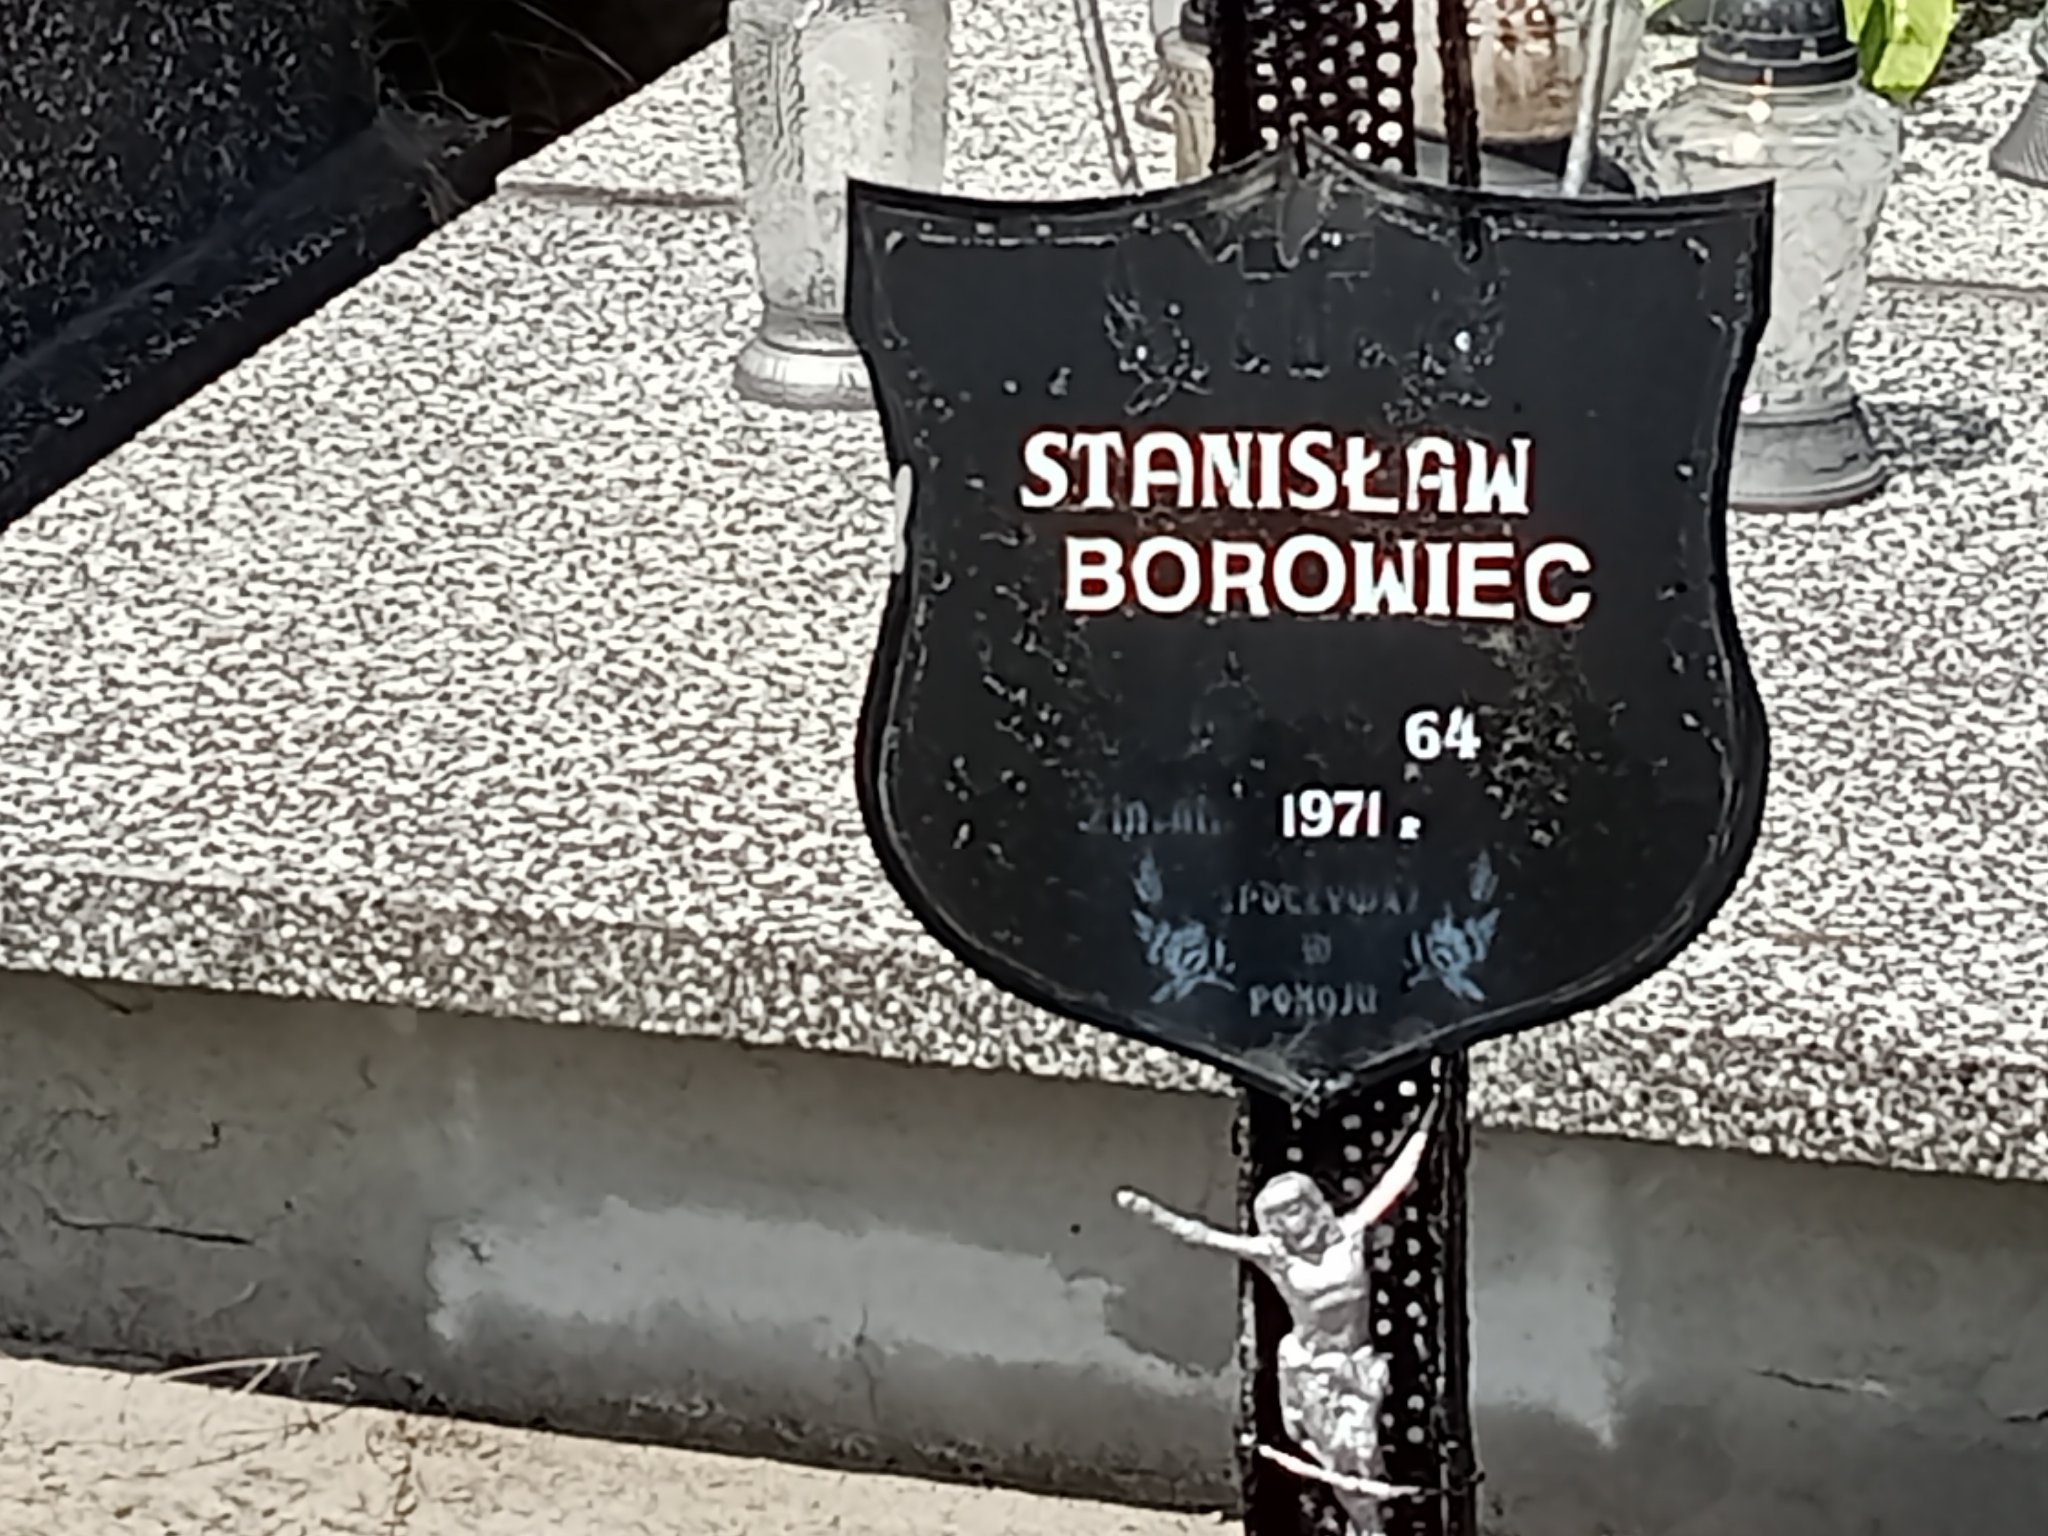 STANISŁAW
BOROWIEC
64
1971 r
SPOCZYWAJ
W
POKOJU